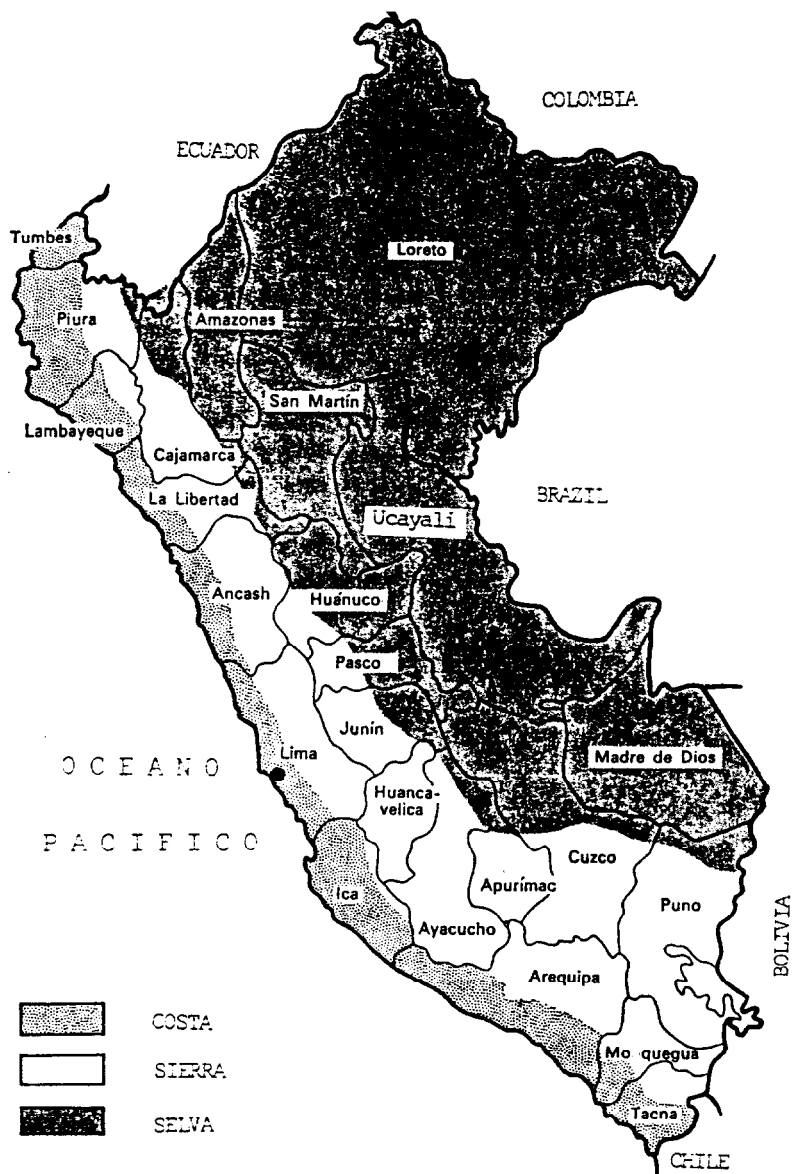 COLOMBIA
ECUADOR
Tumbes
Loreto
Piura
Amazonas
San Martín
Lambayeque
Cajamarca
La Libertad
BRAZIL
Ucayali
Ancash
Huánuco
Pasco
Junín
Lima
OCEANO
PACIFICO
Madre de Dios
Huanca-
velica
Cuzco
Apurímac
Ica
Puno
Ayacucho
BOLIVIA
Arequipa
Moquegua
Tacna
CHILE
COSTA
SIERRA
SELVA